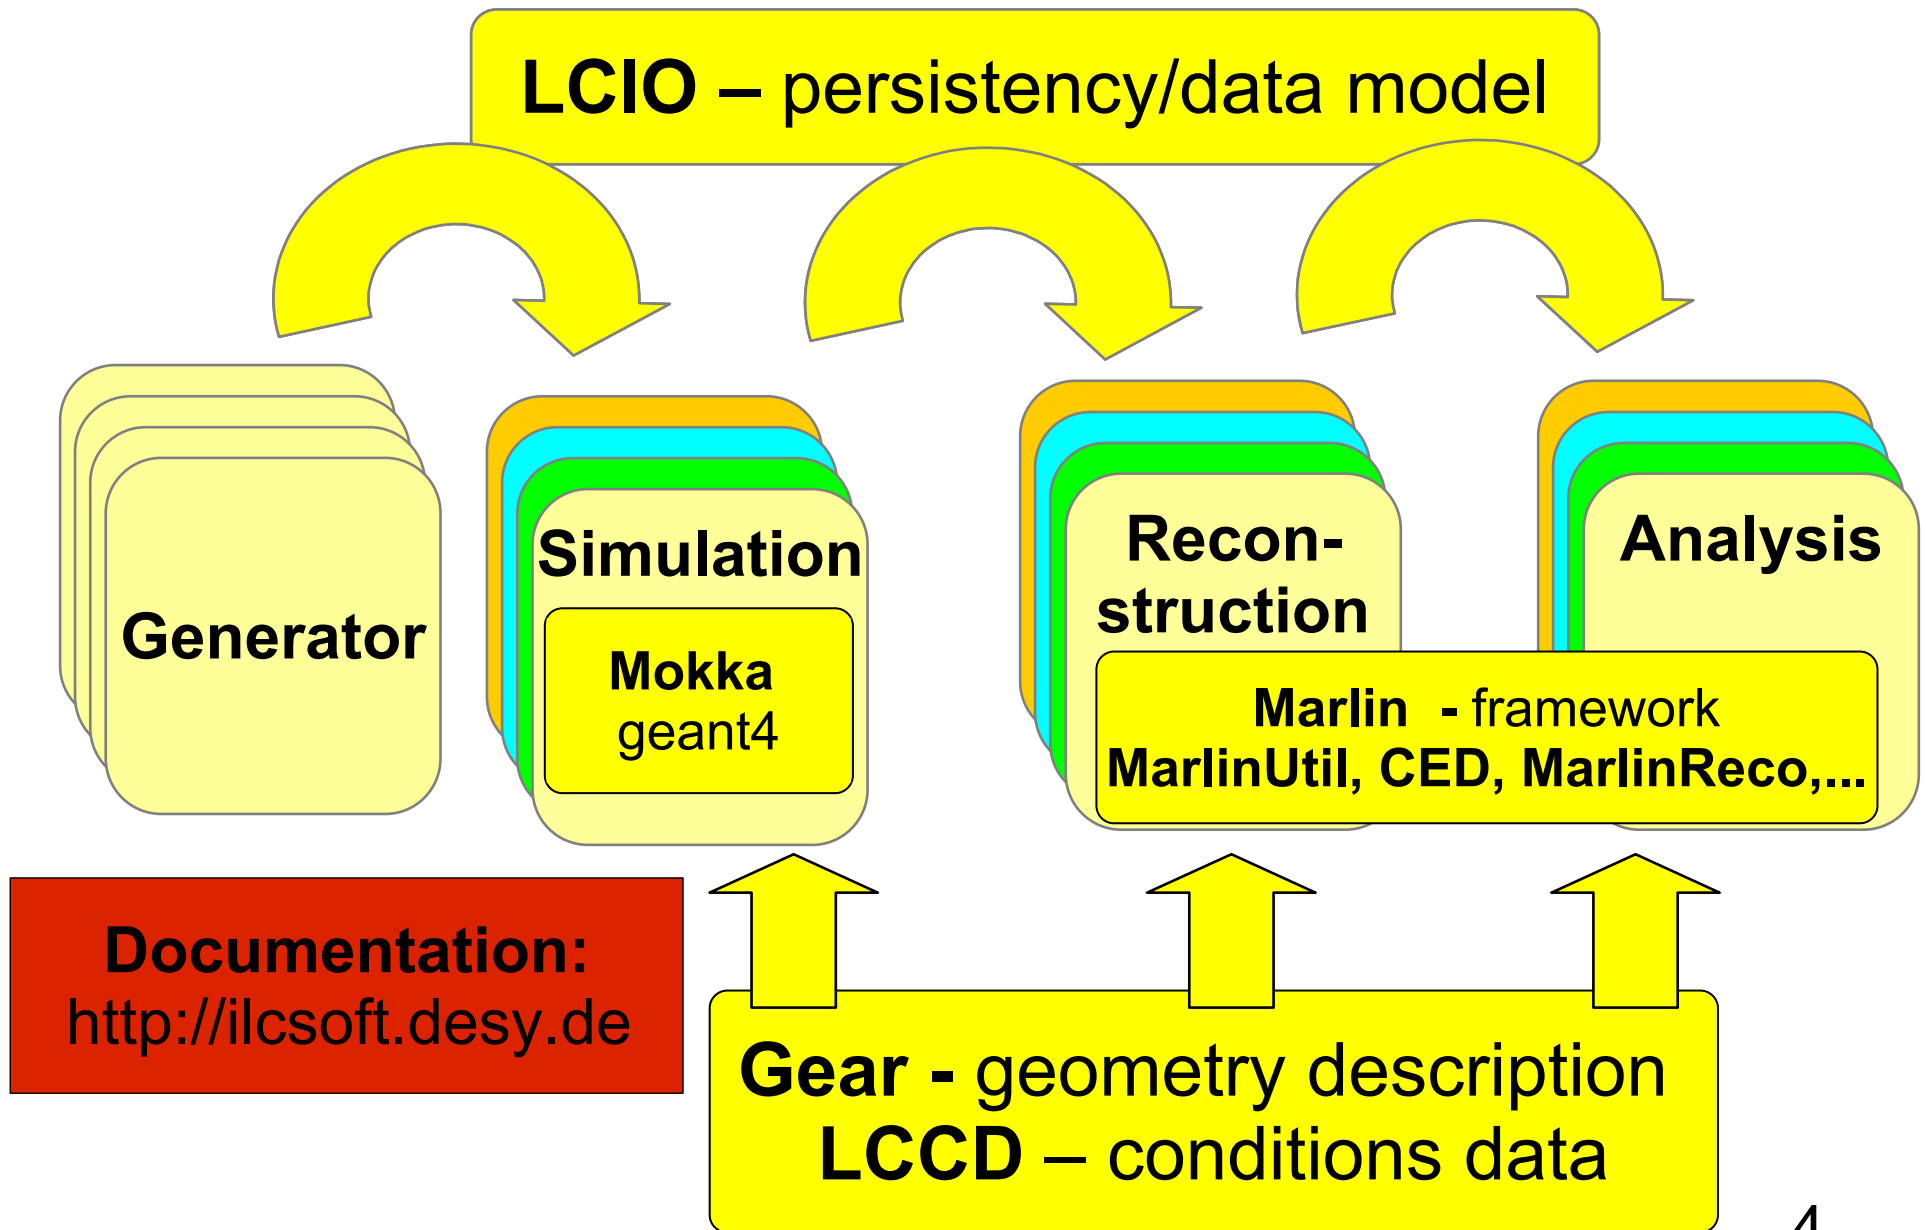 LCIO – persistency/data model
Generator
Simulation
Mokka
geant4
Recon-
struction
Analysis
Marlin - framework
MarlinUtil, CED, MarlinReco,...
Documentation:
http://ilcsoft.desy.de
Gear - geometry description
LCCD – conditions data
4